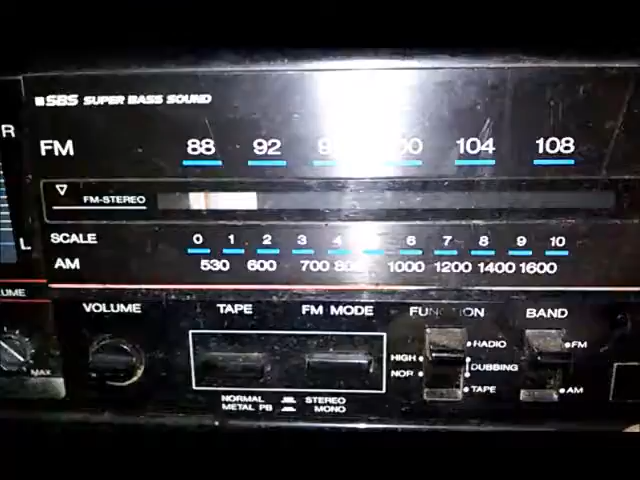 SBS SUPER BASS SOUND
R
FM 88 92 104 108
FM-STEREO
L
SCALE 0 1 2 3 4 6 7 8 9 10
AM 530 600 700 1000 1200 1400 1600
VOLUME TAPE FM MODE FUNCTION BAND
RADIO FM
HIGH DUBBING
NOR
MAX
TAPE AM
NORMAL STEREO
METAL PB MONO